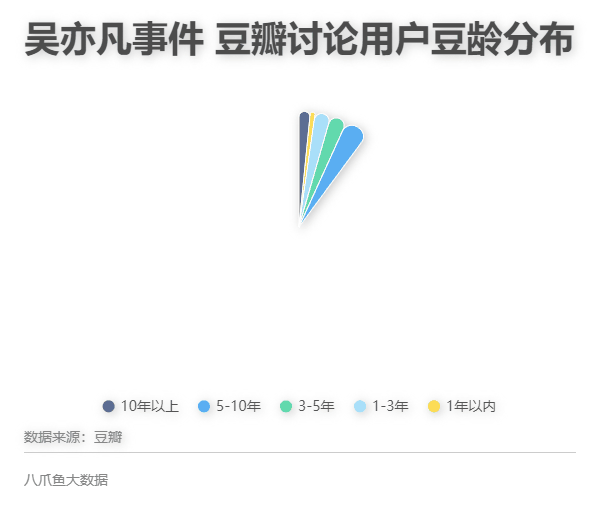 吴亦凡事件 豆瓣讨论用户豆龄分布
10年以上 5-10年 3-5年 1-3年 1年以内
数据来源：豆瓣
八爪鱼大数据